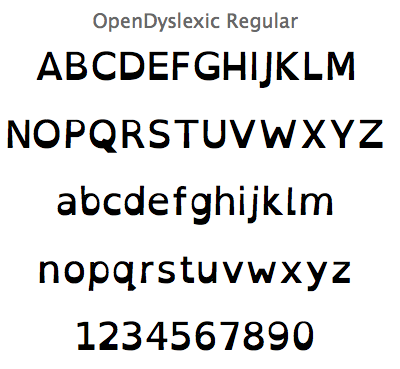 OpenDyslexic Regular
ABCDEFGHIJKLM
NOPQRSTUVWXYZ
abcdefghijklm
nopqrstuvwxyz
1234567890